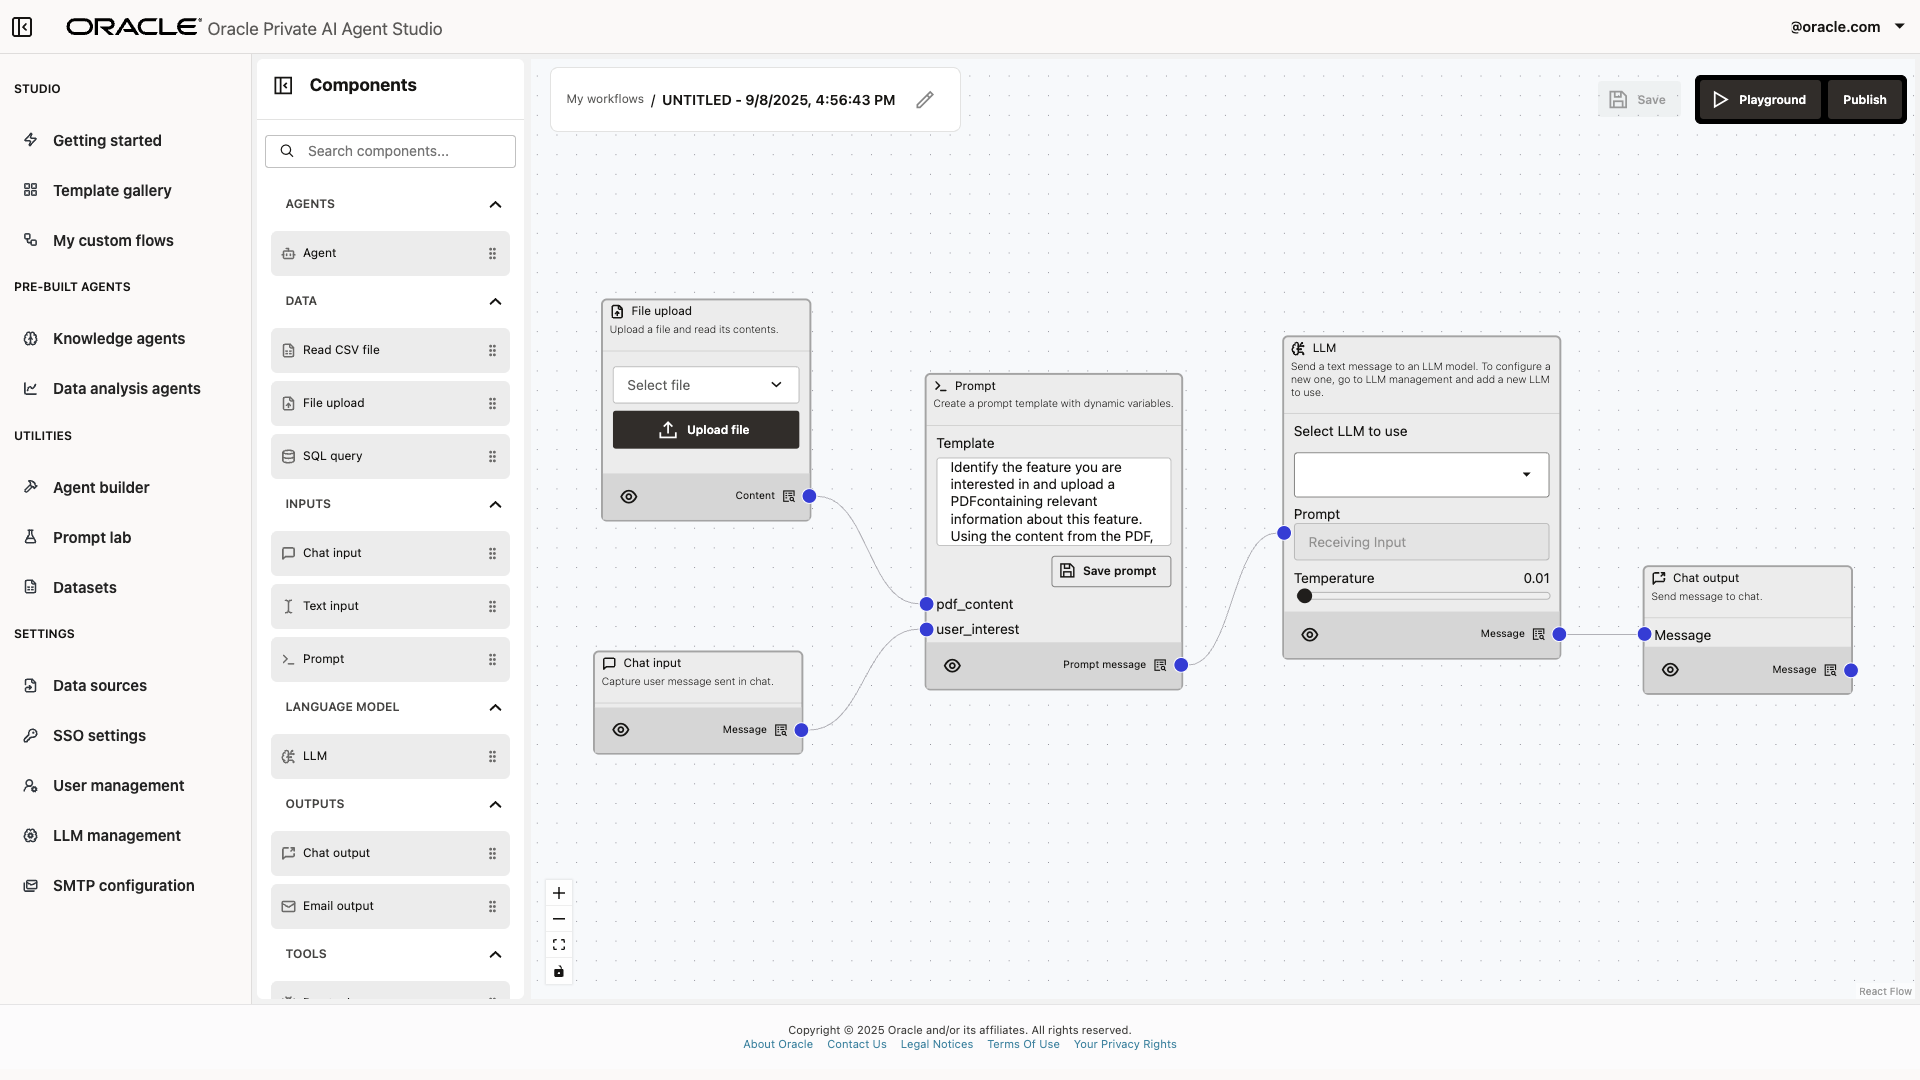 ORACLE Oracle Private AI Agent Studio
@oracle.com
STUDIO
Getting started
Template gallery
My custom flows
PRE-BUILT AGENTS
Knowledge agents
Data analysis agents
UTILITIES
Agent builder
Prompt lab
Datasets
SETTINGS
Data sources
SSO settings
User management
LLM management
SMTP configuration
Components
Search components...
AGENTS
Agent
DATA
Read CSV file
File upload
SQL query
INPUTS
Chat input
Text input
Prompt
LANGUAGE MODEL
LLM
OUTPUTS
Chat output
Email output
TOOLS
My workflows / UNTITLED - 9/8/2025, 4:56:43 PM
Save
Playground
Publish
File upload
Upload a file and read its contents.
Select file
Upload file
Content
Chat input
Capture user message sent in chat.
Message
Prompt
Create a prompt template with dynamic variables.
Template
Identify the feature you are
interested in and upload a
PDFcontaining relevant
information about this feature.
Using the content from the PDF,
Save prompt
pdf_content
user_interest
Prompt message
LLM
Send a text message to an LLM model. To configure a
new one, go to LLM management and add a new LLM
to use.
Select LLM to use
Prompt
Receiving Input
Temperature 0.01
Message
Chat output
Send message to chat.
Message
Message
React Flow
Copyright © 2025 Oracle and/or its affiliates. All rights reserved.
About Oracle Contact Us Legal Notices Terms Of Use Your Privacy Rights